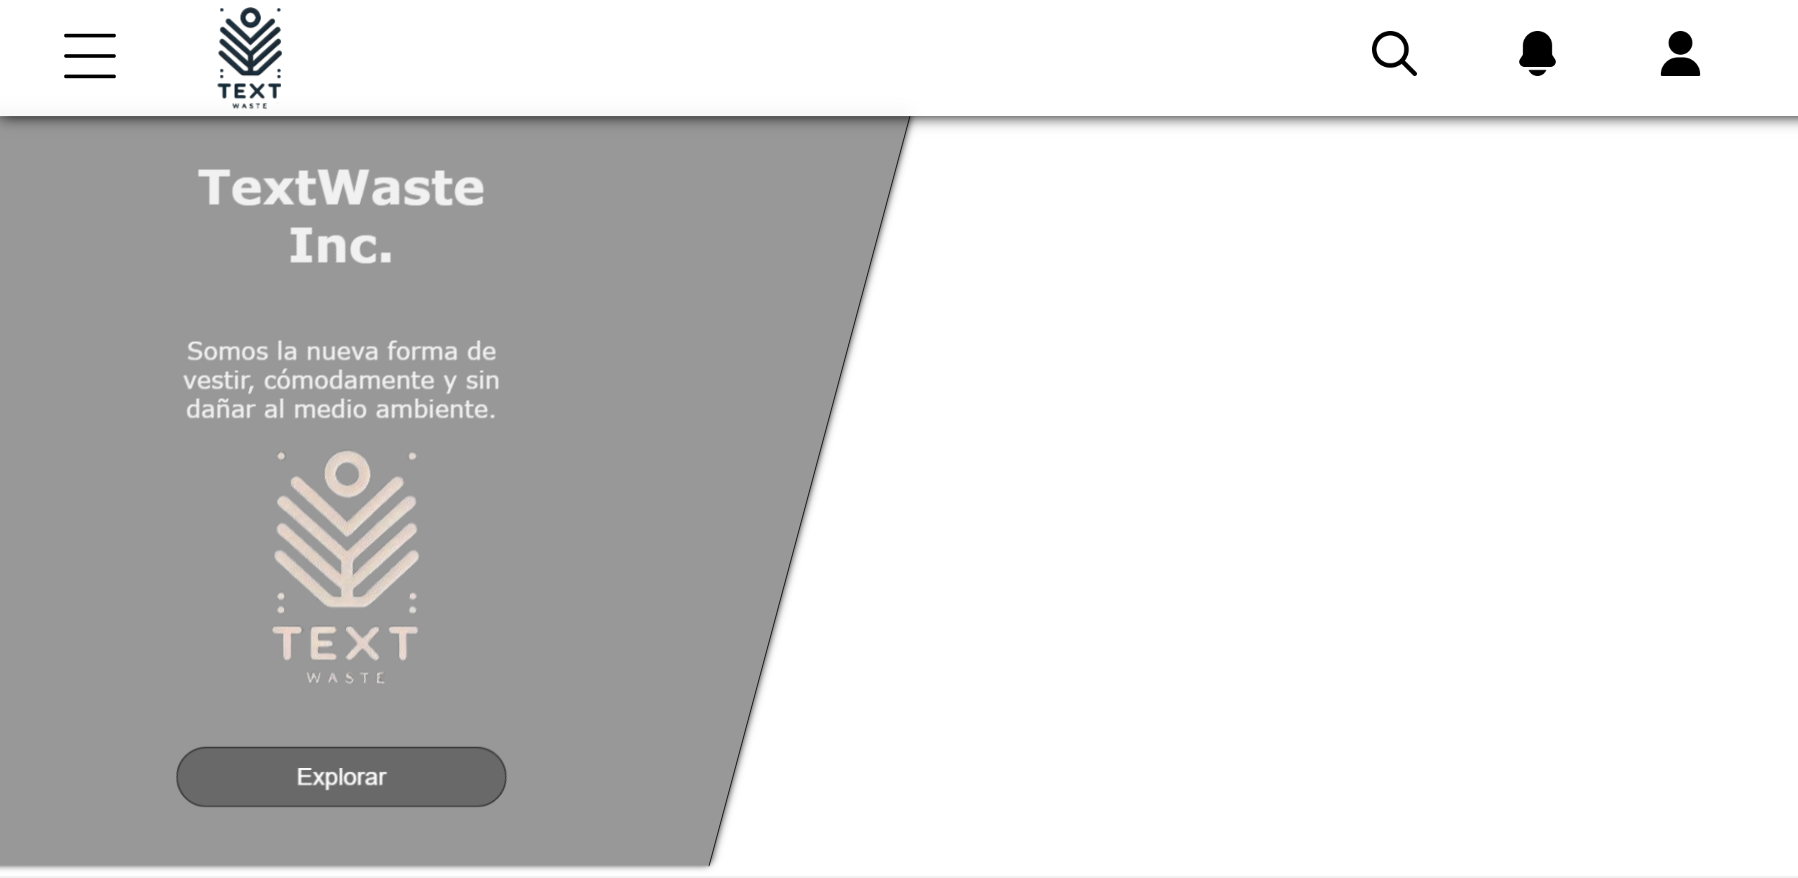 TEXT
WASTE
TextWaste
Inc.
Somos la nueva forma de
vestir, cómodamente y sin
dañar al medio ambiente.
TEXT
WASTE
Explorar